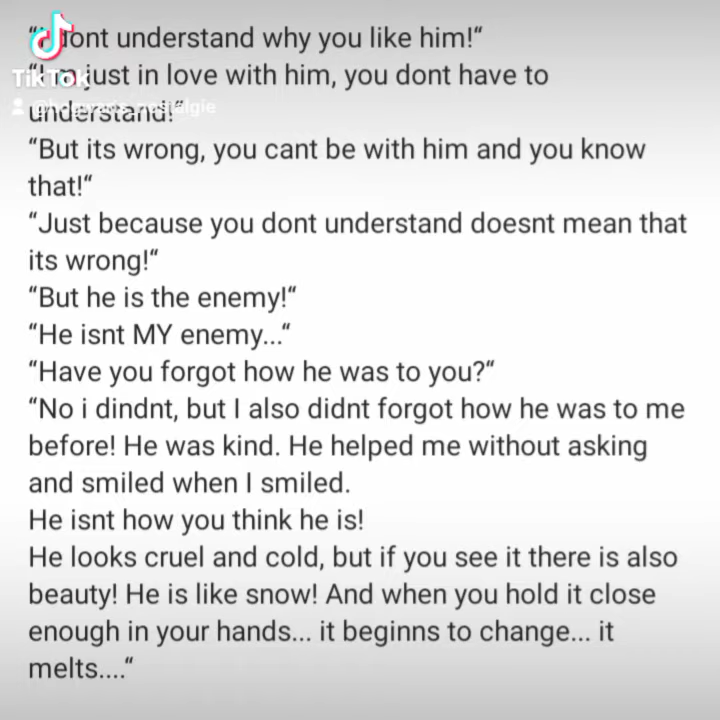 dont understand why you like him!“
TikTok
just in love with him, you dont have to
understand!“
“But its wrong, you cant be with him and you know
that!“
“Just because you dont understand doesnt mean that
its wrong!“
“But he is the enemy!“
“He isnt MY enemy...“
“Have you forgot how he was to you?“
“No i dindnt, but I also didnt forgot how he was to me
before! He was kind. He helped me without asking
and smiled when I smiled.
He isnt how you think he is!
He looks cruel and cold, but if you see it there is also
beauty! He is like snow! And when you hold it close
enough in your hands... it beginns to change... it
melts....“